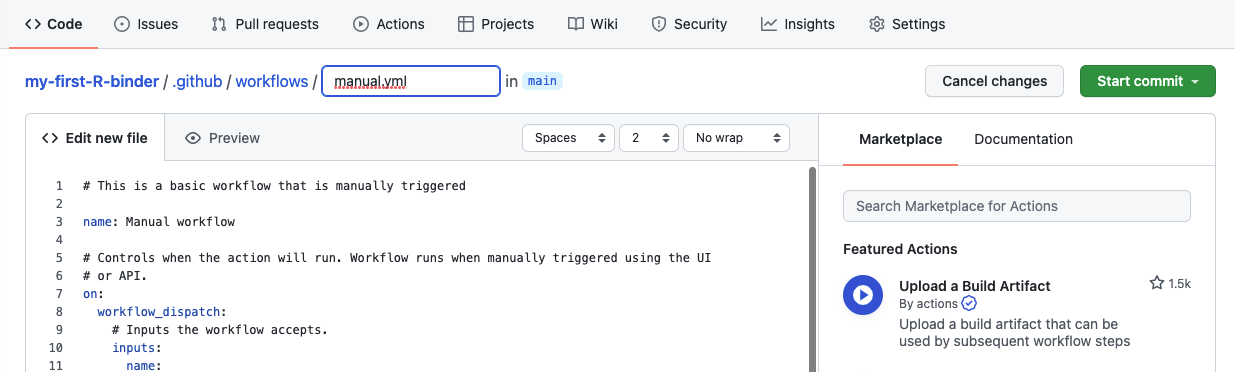 Code Issues Pull requests Actions Projects Wiki Security Insights Settings
my-first-R-binder / .github / workflows / manual.yml in main Cancel changes Start commit
Edit new file Preview Spaces 2 No wrap
Marketplace Documentation
1 # This is a basic workflow that is manually triggered
2
3 name: Manual workflow
4
5 # Controls when the action will run. Workflow runs when manually triggered using the UI
6 # or API.
7 on:
8 workflow_dispatch:
9 # Inputs the workflow accepts.
10 inputs:
11 name:
Search Marketplace for Actions
Featured Actions
Upload a Build Artifact 1.5k
By actions
Upload a build artifact that can be
used by subsequent workflow steps